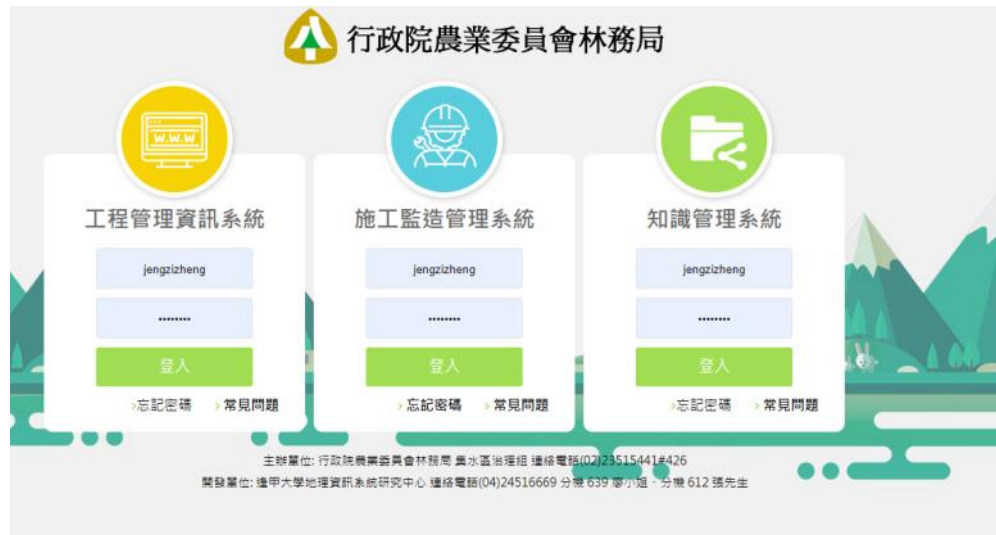 行政院農業委員會林務局
W.W.W
工程管理資訊系統
jengzizheng
••••••••
登入
›忘記密碼 ›常見問題
施工監造管理系統
jengzizheng
••••••••
登入
›忘記密碼 ›常見問題
知識管理系統
jengzizheng
••••••••
登入
›忘記密碼 ›常見問題
主辦單位: 行政院農業委員會林務局 集水區治理組 連絡電話(02)23515441#426
開發單位: 逢甲大學地理資訊系統研究中心 連絡電話(04)24516669 分機 639 廖小姐、分機 612 張先生